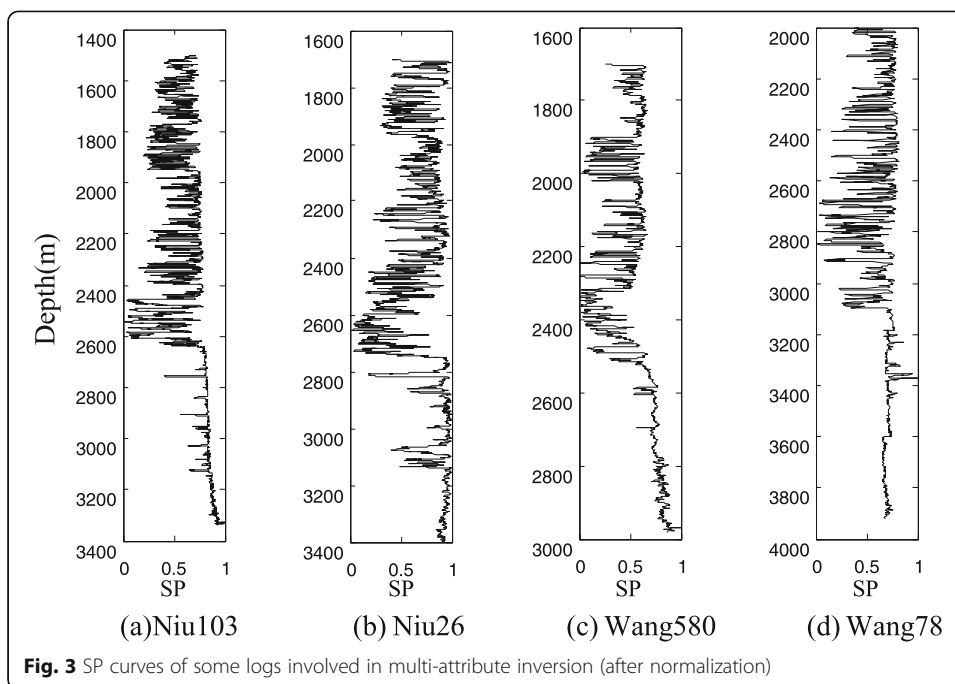 Depth(m)
1400
1600
1800
2000
2200
2400
2600
2800
3000
3200
3400
0 0.5 1
SP
(a)Niu103
1600
1800
2000
2200
2400
2600
2800
3000
3200
3400
0 0.5 1
SP
(b) Niu26
1600
1800
2000
2200
2400
2600
2800
3000
0 0.5 1
SP
(c) Wang580
2000
2200
2400
2600
2800
3000
3200
3400
3600
3800
4000
0 0.5 1
SP
(d) Wang78
Fig. 3 SP curves of some logs involved in multi-attribute inversion (after normalization)